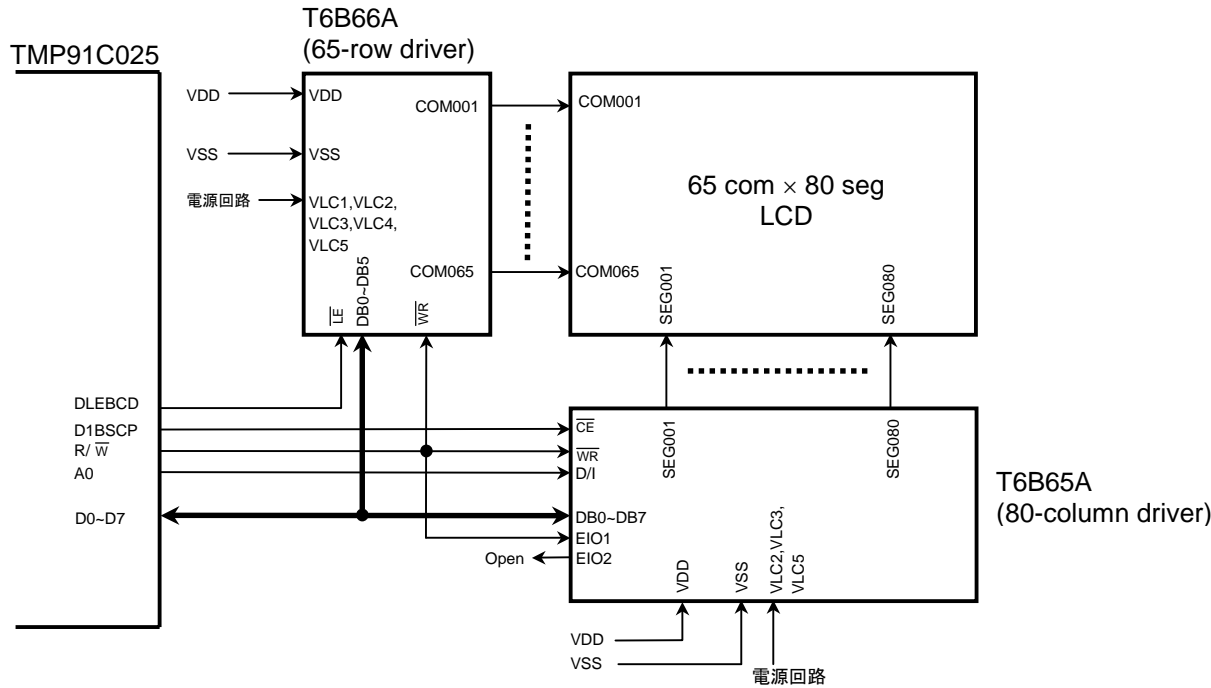 TMP91C025
T6B66A
(65-row driver)
VDD
VDD
VSS
VSS
電源回路
VLC1,VLC2,
VLC3,VLC4,
VLC5
COM001
COM065
LE
DB0~DB5
WR
COM001
65 com × 80 seg
LCD
COM065
SEG001
SEG080
DLEBCD
D1BSCP
R/ W
A0
D0~D7
CE
WR
D/I
DB0~DB7
EIO1
Open
EIO2
SEG001
SEG080
VDD
VSS
VLC2,VLC3,
VLC5
T6B65A
(80-column driver)
VDD
VSS
電源回路